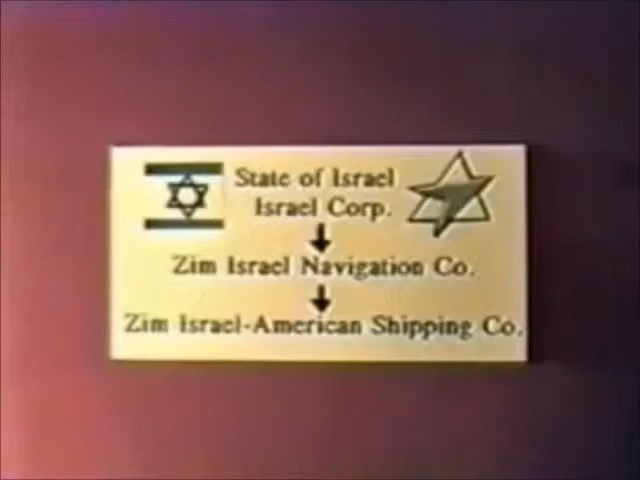 State of Israel
Israel Corp.
Zim Israel Navigation Co.
Zim Israel-American Shipping Co.